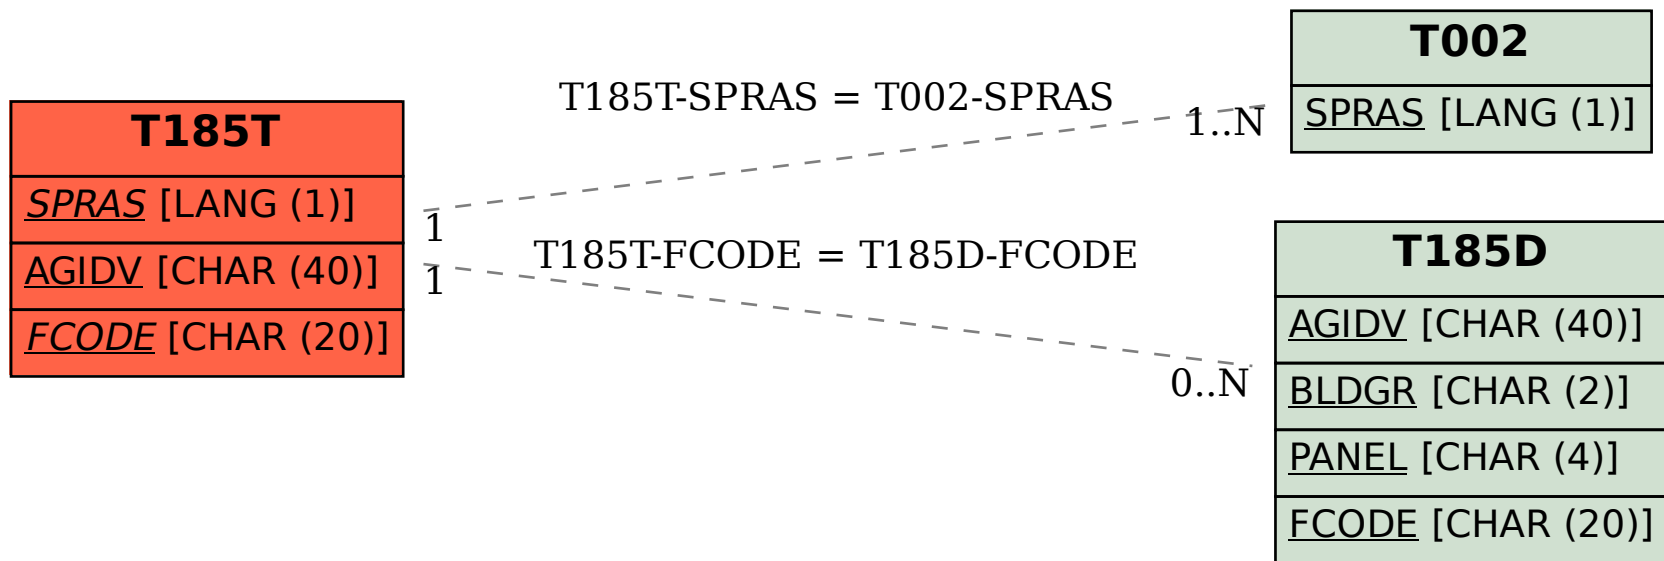 T185T
SPRAS [LANG (1)]
AGIDV [CHAR (40)]
FCODE [CHAR (20)]
T185T-SPRAS = T002-SPRAS
1
1..N
T185T-FCODE = T185D-FCODE
1
0..N
T002
SPRAS [LANG (1)]
T185D
AGIDV [CHAR (40)]
BLDGR [CHAR (2)]
PANEL [CHAR (4)]
FCODE [CHAR (20)]